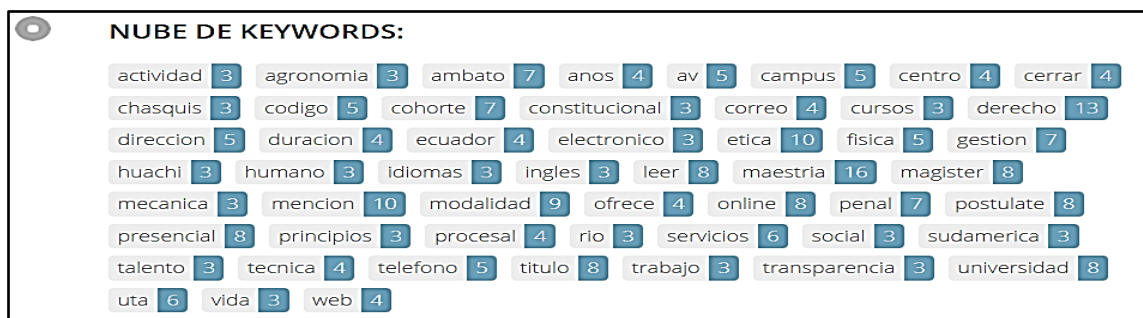 NUBE DE KEYWORDS:
actividad 3 agronomia 3 ambato 7 anos 4 av 5 campus 5 centro 4 cerrar 4
chasquis 3 codigo 5 cohorte 7 constitucional 3 correo 4 cursos 3 derecho 13
direccion 5 duracion 4 ecuador 4 electronico 3 etica 10 fisica 5 gestion 7
huachi 3 humano 3 idiomas 3 ingles 3 leer 8 maestria 16 magister 8
mecanica 3 mencion 10 modalidad 9 ofrece 4 online 8 penal 7 postulate 8
presencial 8 principios 3 procesal 4 rio 3 servicios 6 social 3 sudamerica 3
talento 3 tecnica 4 telefono 5 titulo 8 trabajo 3 transparencia 3 universidad 8
uta 6 vida 3 web 4